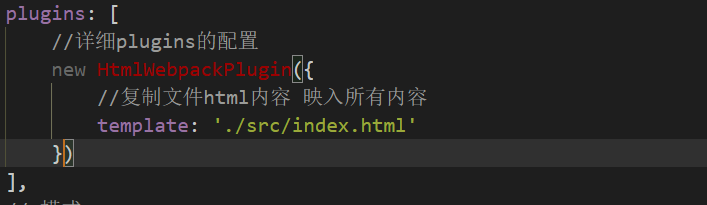 plugins: [
//详细plugins的配置
new HtmlWebpackPlugin({
//复制文件html内容 映入所有内容
template: './src/index.html'
})
],